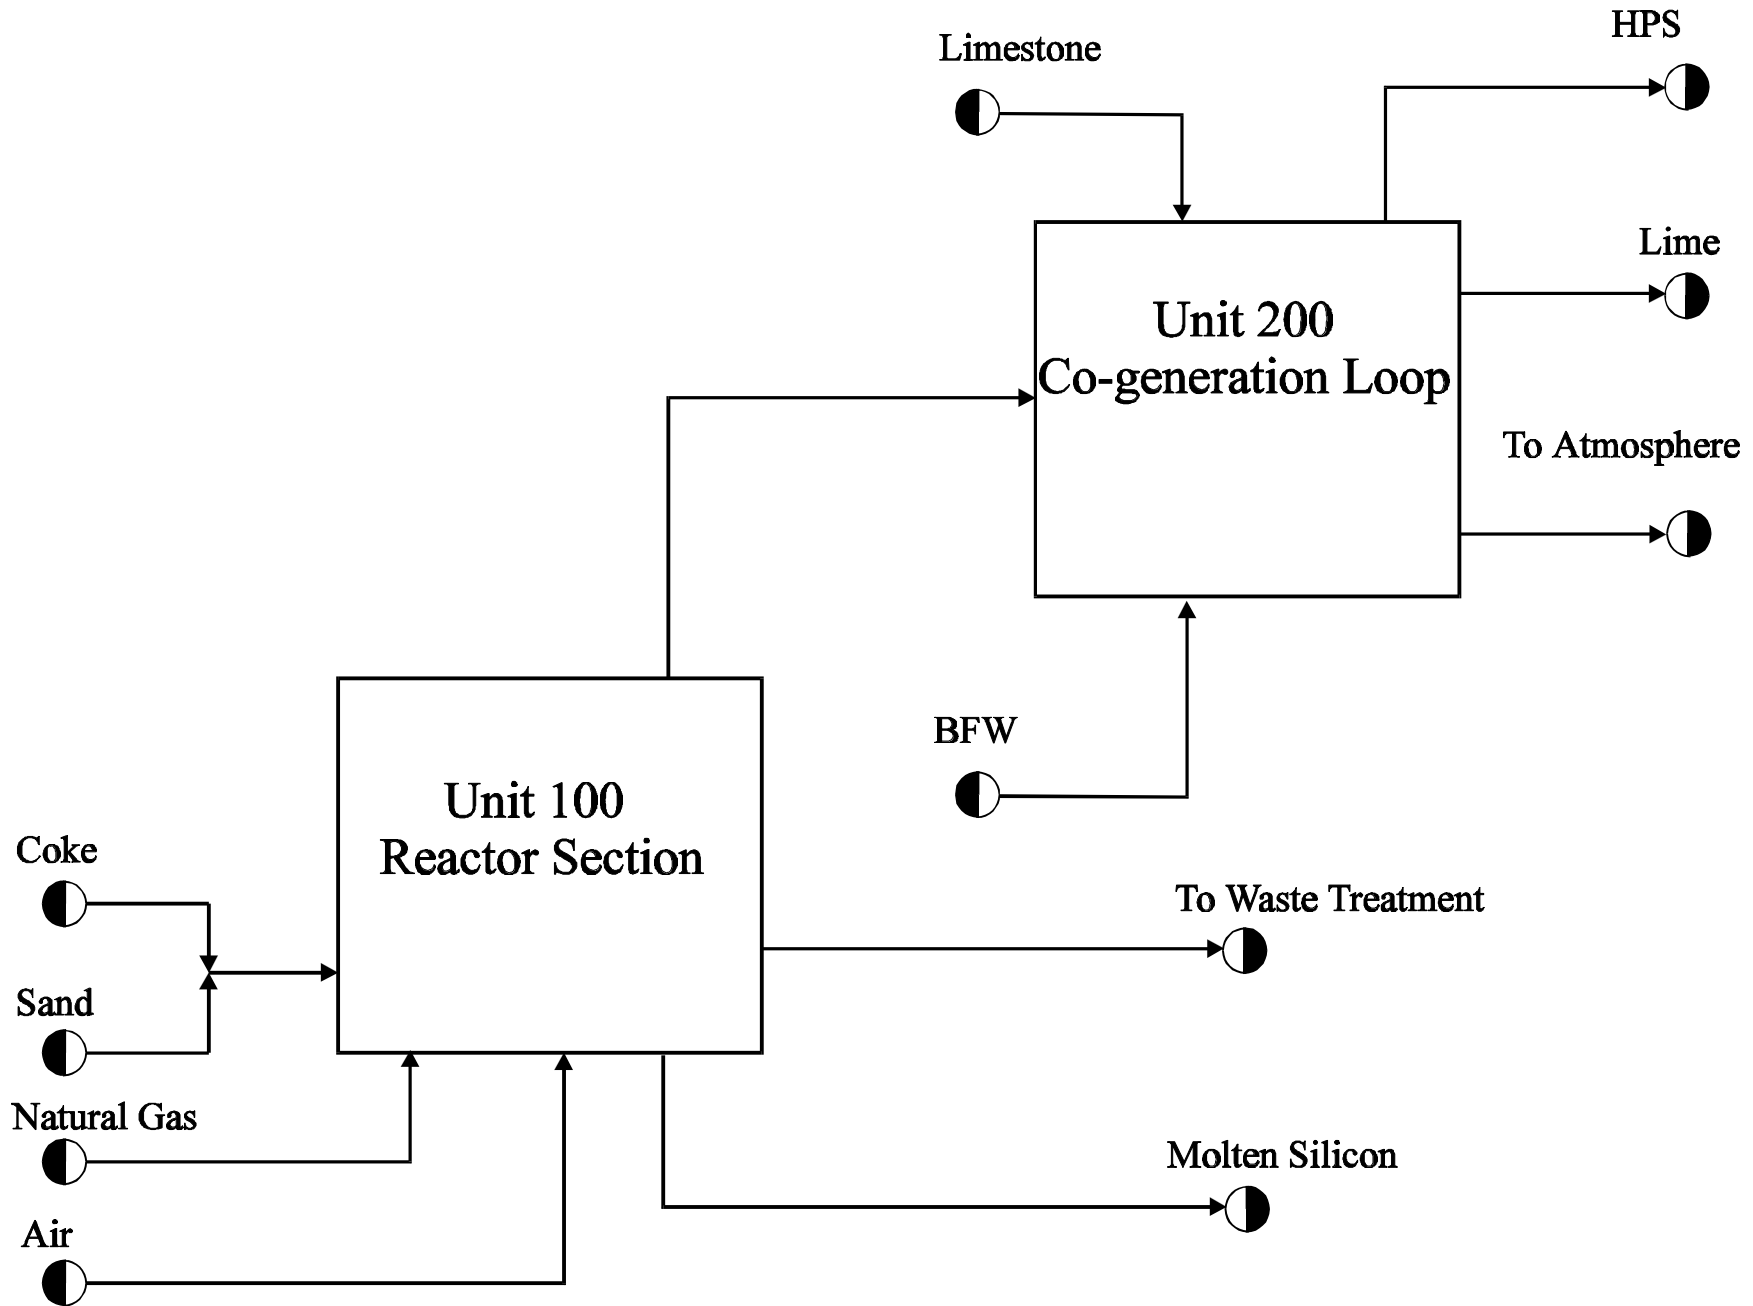 HPS
Limestone
Lime
Unit 200
Co-generation Loop
To Atmosphere
BFW
Unit 100
Reactor Section
Coke
To Waste Treatment
Sand
Natural Gas
Molten Silicon
Air